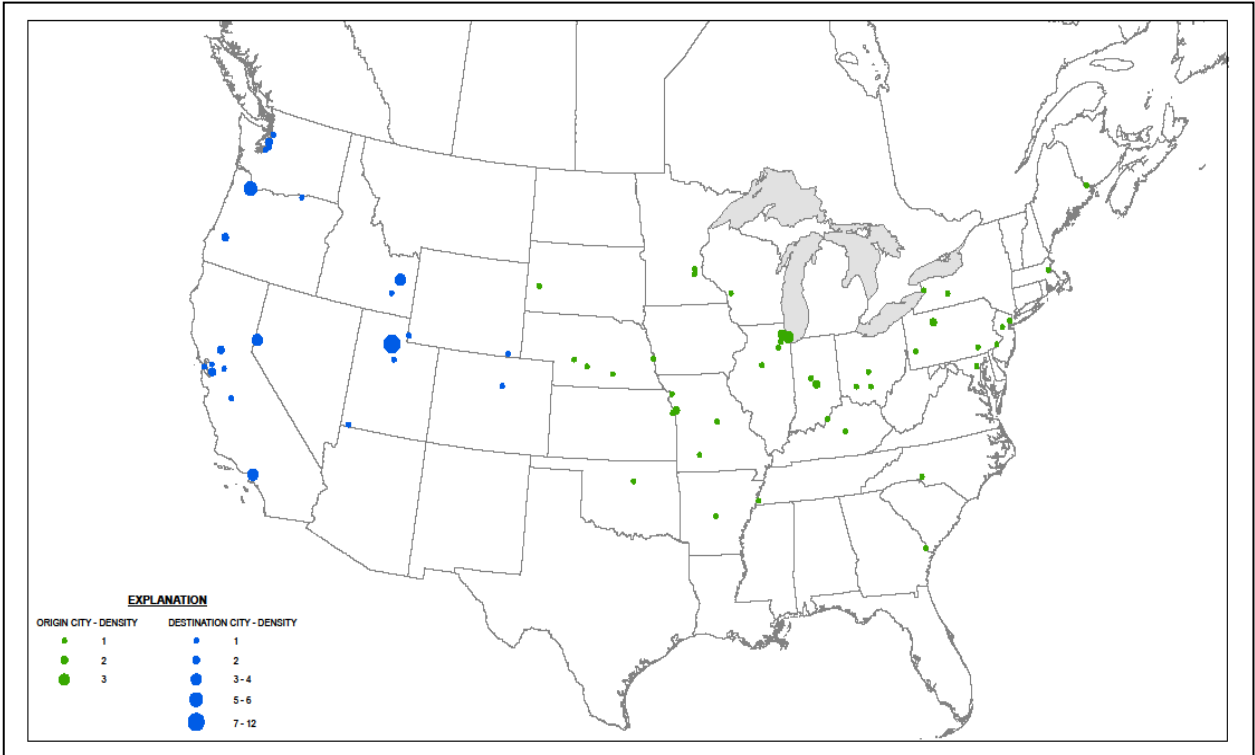 EXPLANATION
ORIGIN CITY - DENSITY
1
2
3
DESTINATION CITY - DENSITY
1
2
3 - 4
5 - 6
7 - 12